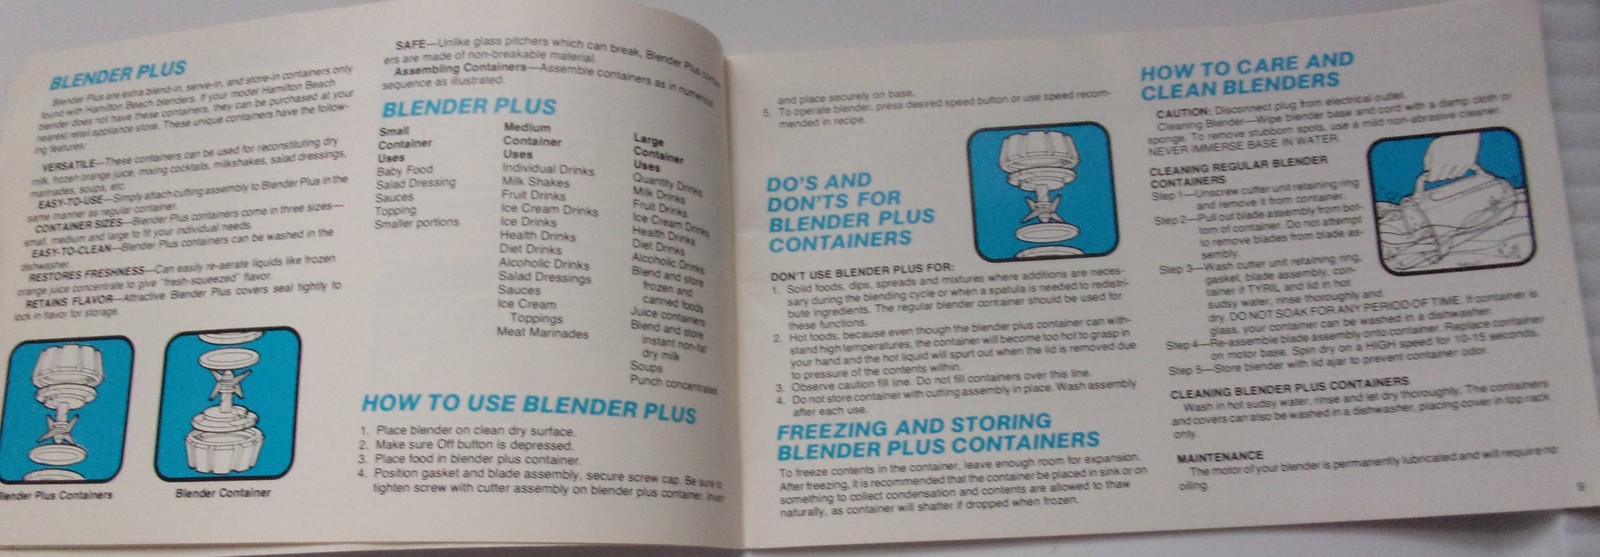 BLENDER PLUS
Blender Plus are extra blend-in, serve-in, and store-in containers only
found with Hamilton Beach blenders. If your model Hamilton Beach
blender does not have these containers, they can be purchased at your
nearest retail appliance store. These unique containers have the follow-
ing features:
VERSATILE—These containers can be used for reconstituting dry
milk, frozen orange juice, mixing cocktails, milkshakes, salad dressings,
marinades, soups, etc.
EASY-TO-USE—Simply attach cutting assembly to Blender Plus in the
same manner as regular container.
CONTAINER SIZES—Blender Plus containers come in three sizes—
small, medium and large to fit your individual needs.
EASY-TO-CLEAN—Blender Plus containers can be washed in the
dishwasher.
RESTORES FRESHNESS—Can easily re-aerate liquids like frozen
orange juice concentrate to give "fresh-squeezed" flavor.
RETAINS FLAVOR—Attractive Blender Plus covers seal tightly to
lock in flavor for storage.
Blender Plus Containers
Blender Container
SAFE—Unlike glass pitchers which can break, Blender Plus
ers are made of non-breakable material.
Assembling Containers—Assemble containers as in numerical
sequence as illustrated.
BLENDER PLUS
Small
Container
Uses
Baby Food
Salad Dressing
Sauces
Topping
Smaller portions
Medium
Container
Uses
Individual Drinks
Milk Shakes
Fruit Drinks
Ice Cream Drinks
Ice Drinks
Health Drinks
Diet Drinks
Alcoholic Drinks
Salad Dressings
Sauces
Ice Cream
Toppings
Meat Marinades
Large
Container
Uses
Quantity Drinks
Milk Drinks
Fruit Drinks
Ice Cream Drinks
Health Drinks
Diet Drinks
Alcoholic Drinks
Blend and store
frozen and
canned foods
Juice containers
Blend and store
instant non-fat
dry milk
Soups
Punch concentrates
HOW TO USE BLENDER PLUS
1. Place blender on clean dry surface.
2. Make sure Off button is depressed.
3. Place food in blender plus container.
4. Position gasket and blade assembly, secure screw cap. Be sure to
tighten screw with cutter assembly on blender plus container. Invert
and place securely on base.
5. To operate blender, press desired speed button or use speed recom-
mended in recipe.
DO'S AND
DON'TS FOR
BLENDER PLUS
CONTAINERS
DON'T USE BLENDER PLUS FOR:
1. Solid foods, dips, spreads and mixtures where additions are neces-
sary during the blending cycle or when a spatula is needed to redistri-
bute ingredients. The regular blender container should be used for
these functions.
2. Hot foods, because even though the blender plus container can with-
stand high temperatures, the container will become too hot to grasp in
your hand and the hot liquid will spurt out when the lid is removed due
to pressure of the contents within.
3. Observe caution fill line. Do not fill containers over this line.
4. Do not store container with cutting assembly in place. Wash assembly
after each use.
FREEZING AND STORING
BLENDER PLUS CONTAINERS
To freeze contents in the container, leave enough room for expansion.
After freezing, it is recommended that the container be placed in sink or on
something to collect condensation and contents are allowed to thaw
naturally, as container will shatter if dropped when frozen.
HOW TO CARE AND
CLEAN BLENDERS
CAUTION: Disconnect plug from electrical outlet.
Cleaning Blender—Wipe blender base and cord with a damp cloth or
sponge. To remove stubborn spots, use a mild non-abrasive cleaner.
NEVER IMMERSE BASE IN WATER.
CLEANING REGULAR BLENDER
CONTAINERS
Step 1—Unscrew cutter unit retaining ring
and remove it from container.
Step 2—Pull out blade assembly from bot-
tom of container. Do not attempt
to remove blades from blade as-
sembly.
Step 3—Wash cutter unit retaining ring,
gasket, blade assembly, con-
tainer if TYRIL and lid in hot
sudsy water, rinse thoroughly and
dry. DO NOT SOAK FOR ANY PERIOD OF TIME. If container is
glass, your container can be washed in a dishwasher.
Step 4—Re-assemble blade assembly onto container. Replace container
on motor base. Spin dry on a HIGH speed for 10-15 seconds.
Step 5—Store blender with lid ajar to prevent container odor.
CLEANING BLENDER PLUS CONTAINERS
Wash in hot sudsy water, rinse and let dry thoroughly. The containers
and covers can also be washed in a dishwasher, placing cover in top rack
only.
MAINTENANCE
The motor of your blender is permanently lubricated and will require no
oiling.
9